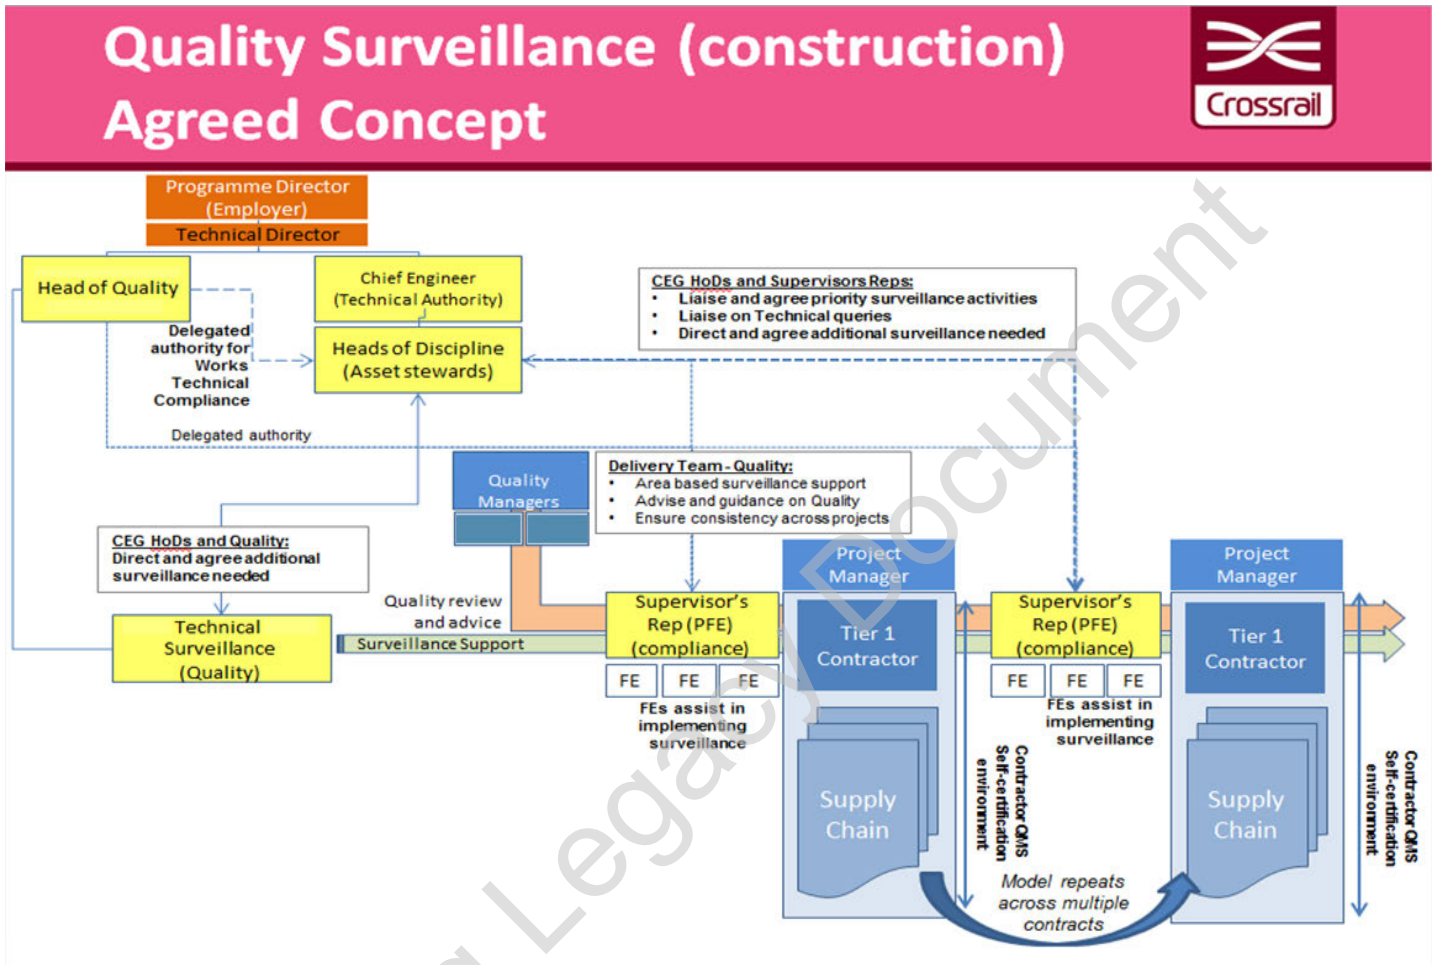 Quality Surveillance (construction)
Agreed Concept
Crossrail
Programme Director
(Employer)
Technical Director
Head of Quality
Chief Engineer
(Technical Authority)
CEG HoDs and Supervisors Reps:
• Liaise and agree priority surveillance activities
• Liaise on Technical queries
• Direct and agree additional surveillance needed
Delegated
authority for
Works
Technical
Compliance
Heads of Discipline
(Asset stewards)
Delegated authority
Quality
Managers
Delivery Team - Quality:
• Area based surveillance support
• Advise and guidance on Quality
• Ensure consistency across projects
CEG HoDs and Quality:
Direct and agree additional
surveillance needed
Project
Manager
Project
Manager
Quality review
and advice
Surveillance Support
Technical
Surveillance
(Quality)
Supervisor's
Rep (PFE)
(compliance)
FE
FE
FE
FEs assist in
implementing
surveillance
Tier 1
Contractor
Supply
Chain
Contractor QMS
Self-certification
environment
Supervisor's
Rep (PFE)
(compliance)
FE
FE
FE
FEs assist in
implementing
surveillance
Tier 1
Contractor
Supply
Chain
Contractor QMS
Self-certification
environment
Model repeats
across multiple
contracts
g Legacy Document